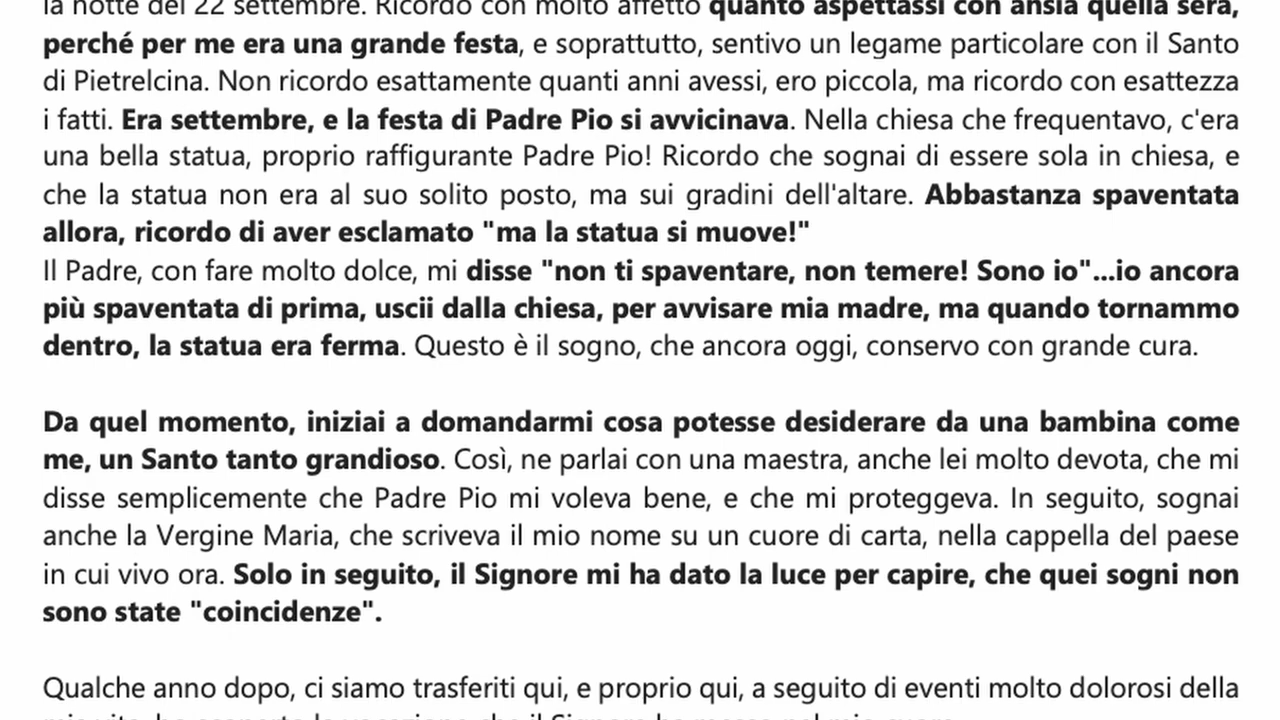 la notte del 22 settembre. Ricordo con molto affetto quanto aspettassi con ansia quella sera,
perché per me era una grande festa, e soprattutto, sentivo un legame particolare con il Santo
di Pietrelcina. Non ricordo esattamente quanti anni avessi, ero piccola, ma ricordo con esattezza
i fatti. Era settembre, e la festa di Padre Pio si avvicinava. Nella chiesa che frequentavo, c'era
una bella statua, proprio raffigurante Padre Pio! Ricordo che sognai di essere sola in chiesa, e
che la statua non era al suo solito posto, ma sui gradini dell'altare. Abbastanza spaventata
allora, ricordo di aver esclamato "ma la statua si muove!"
Il Padre, con fare molto dolce, mi disse "non ti spaventare, non temere! Sono io"...io ancora
più spaventata di prima, uscii dalla chiesa, per avvisare mia madre, ma quando tornammo
dentro, la statua era ferma. Questo è il sogno, che ancora oggi, conservo con grande cura.
Da quel momento, iniziai a domandarmi cosa potesse desiderare da una bambina come
me, un Santo tanto grandioso. Così, ne parlai con una maestra, anche lei molto devota, che mi
disse semplicemente che Padre Pio mi voleva bene, e che mi proteggeva. In seguito, sognai
anche la Vergine Maria, che scriveva il mio nome su un cuore di carta, nella cappella del paese
in cui vivo ora. Solo in seguito, il Signore mi ha dato la luce per capire, che quei sogni non
sono state "coincidenze".
Qualche anno dopo, ci siamo trasferiti qui, e proprio qui, a seguito di eventi molto dolorosi della